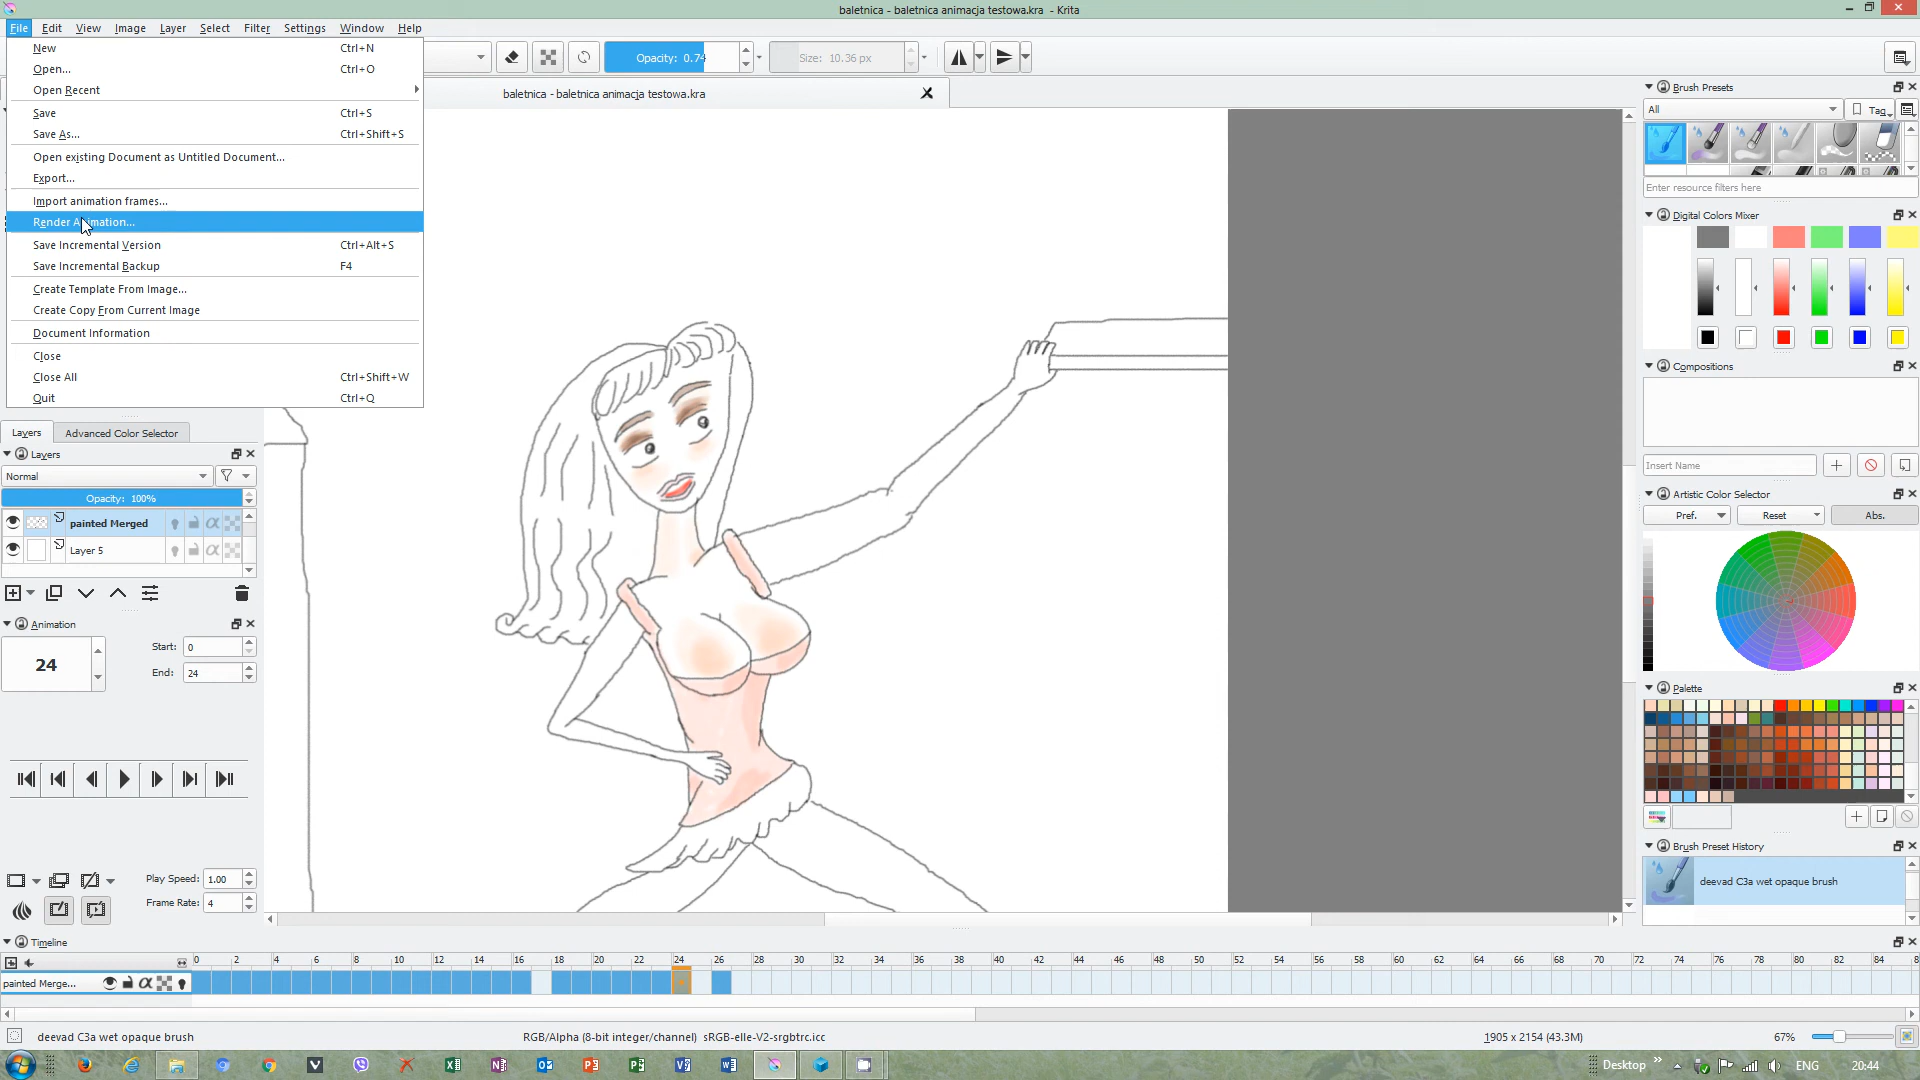 baletnica - baletnica animacja testowa.kra - Krita
File Edit View Image Layer Select Filter Settings Windows Help
New Ctrl+N
Open... Ctrl+O
Open Recent
Save Ctrl+S
Save As... Ctrl+Shift+S
Open existing Document as Untitled Document...
Export...
Import animation frames...
Render Animation...
Save Incremental Version Ctrl+Alt+S
Save Incremental Backup F4
Create Template From Image...
Create Copy From Current Image
Document Information
Close
Close All Ctrl+Shift+W
Quit Ctrl+Q
Opacity: 0.74
Size: 10.36 px
baletnica - baletnica animacja testowa.kra
Layers Advanced Color Selector
Layers
Normal
Opacity: 100%
painted Merged
Layer 5
Animation
24
Start: 0
End: 24
Play Speed: 1.00
Frame Rate: 4
Timeline
0 2 4 6 8 10 12 14 16 18 20 22 24 26 28 30 32 34 36 38 40 42 44 46 48 50 52 54 56 58 60 62 64 66 68 70 72 74 76 78 80 82 84 8
painted Merge...
deevad C3a wet opaque brush
RGB/Alpha (8-bit integer/channel) sRGB-elle-V2-srgbtrc.icc
1905 x 2154 (43.3M)
67%
Brush Presets
All
Tag
Enter resource filters here
Digital Colors Mixer
Compositions
Insert Name
Artistic Color Selector
Pref. Reset Abs.
Palette
Brush Preset History
deevad C3a wet opaque brush
Desktop
ENG
20:44